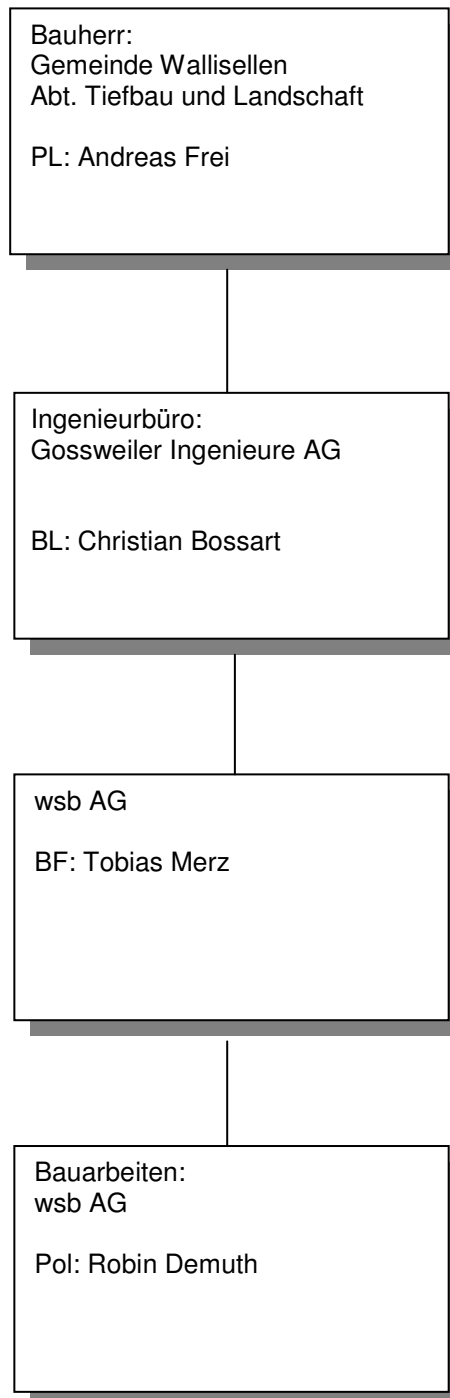 Bauherr:
Gemeinde Wallisellen
Abt. Tiefbau und Landschaft
PL: Andreas Frei
Ingenieurbüro:
Gossweiler Ingenieure AG
BL: Christian Bossart
wsb AG
BF: Tobias Merz
Bauarbeiten:
wsb AG
Pol: Robin Demuth